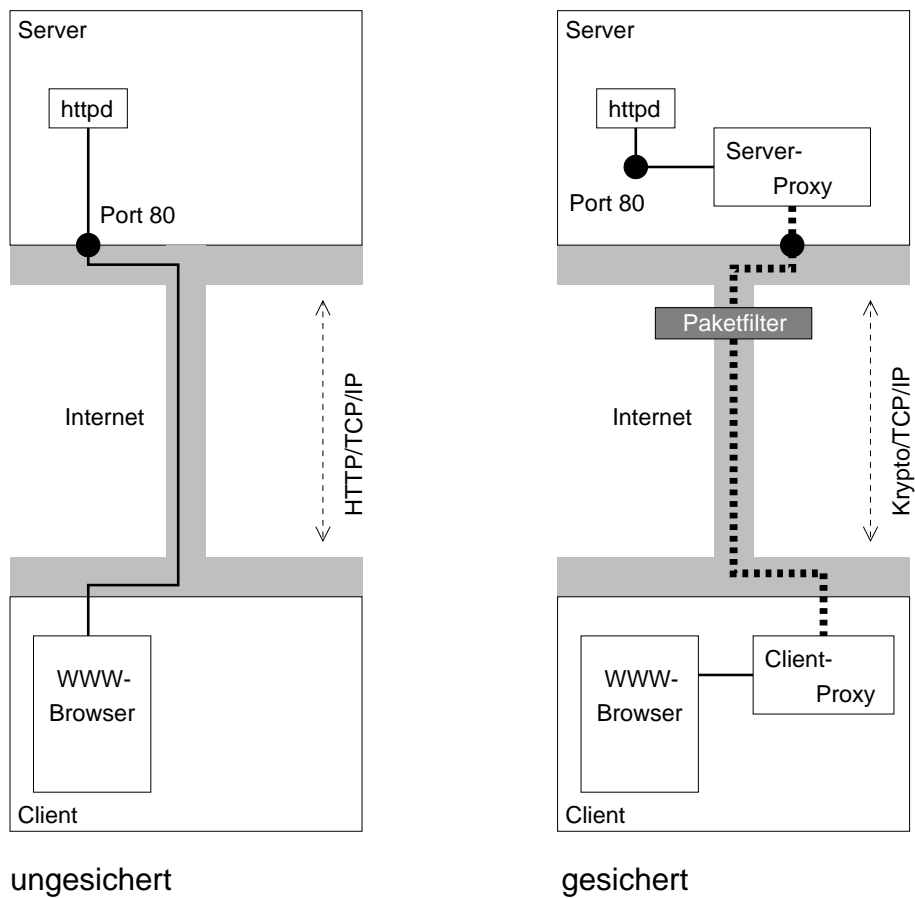 Server
httpd
Port 80
Internet
HTTP/TCP/IP
WWW-
Browser
Client
ungesichert
Server
httpd
Server-
Proxy
Port 80
Paketfilter
Internet
Krypto/TCP/IP
WWW-
Browser
Client-
Proxy
Client
gesichert